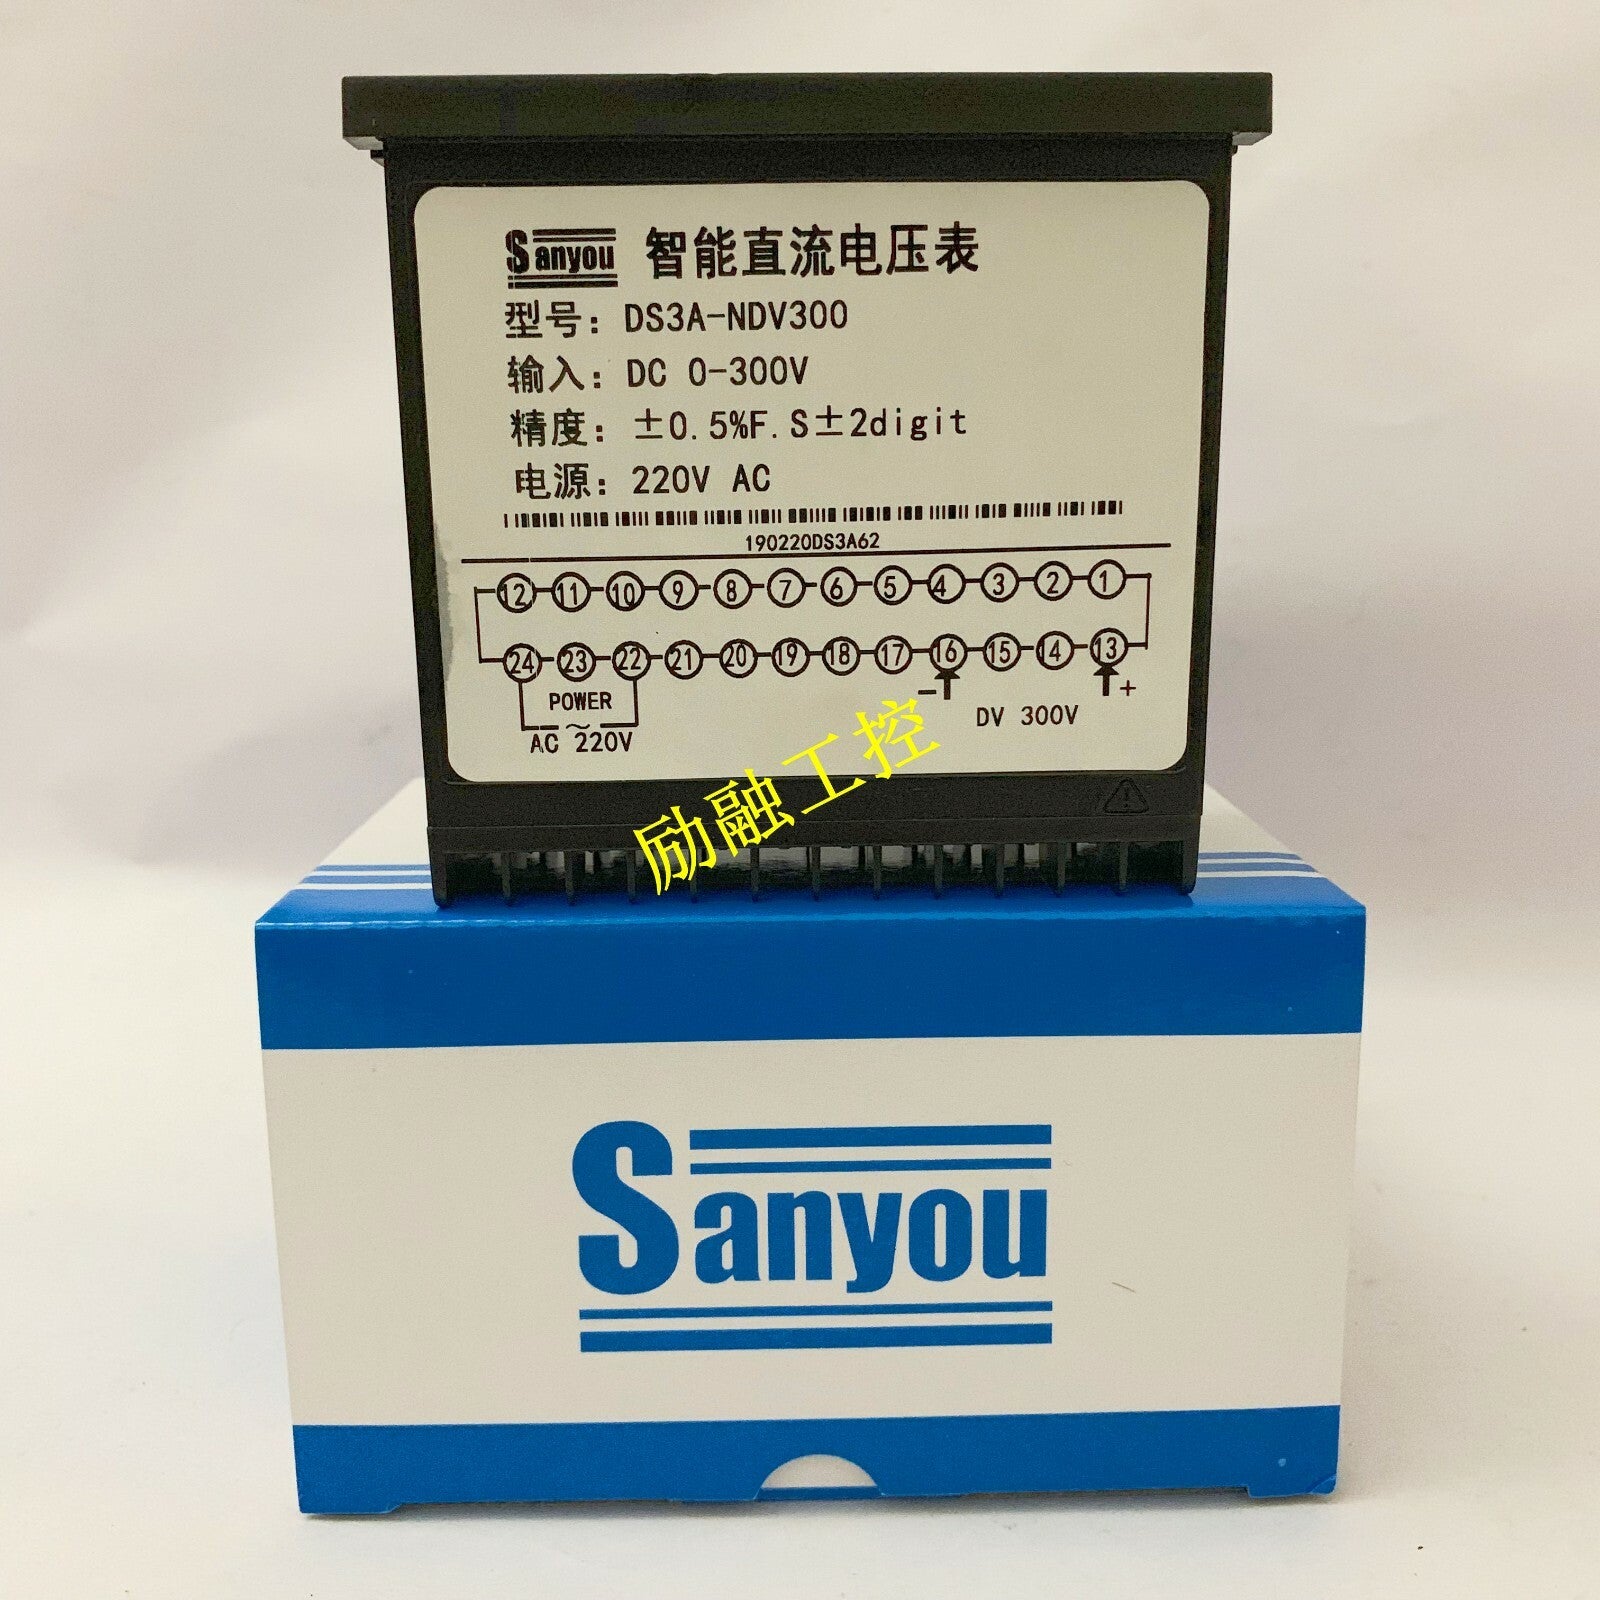 Sanyou 智能直流电压表
型号: DS3A-NDV300
输入: DC 0-300V
精度: ±0.5%F.S±2digit
电源: 220V AC
190220DS3A62
12 11 10 9 8 7 6 5 4 3 2 1
24 23 22 21 20 19 18 17 16 15 14 13
POWER - +
AC 220V DV 300V
励融工控
Sanyou